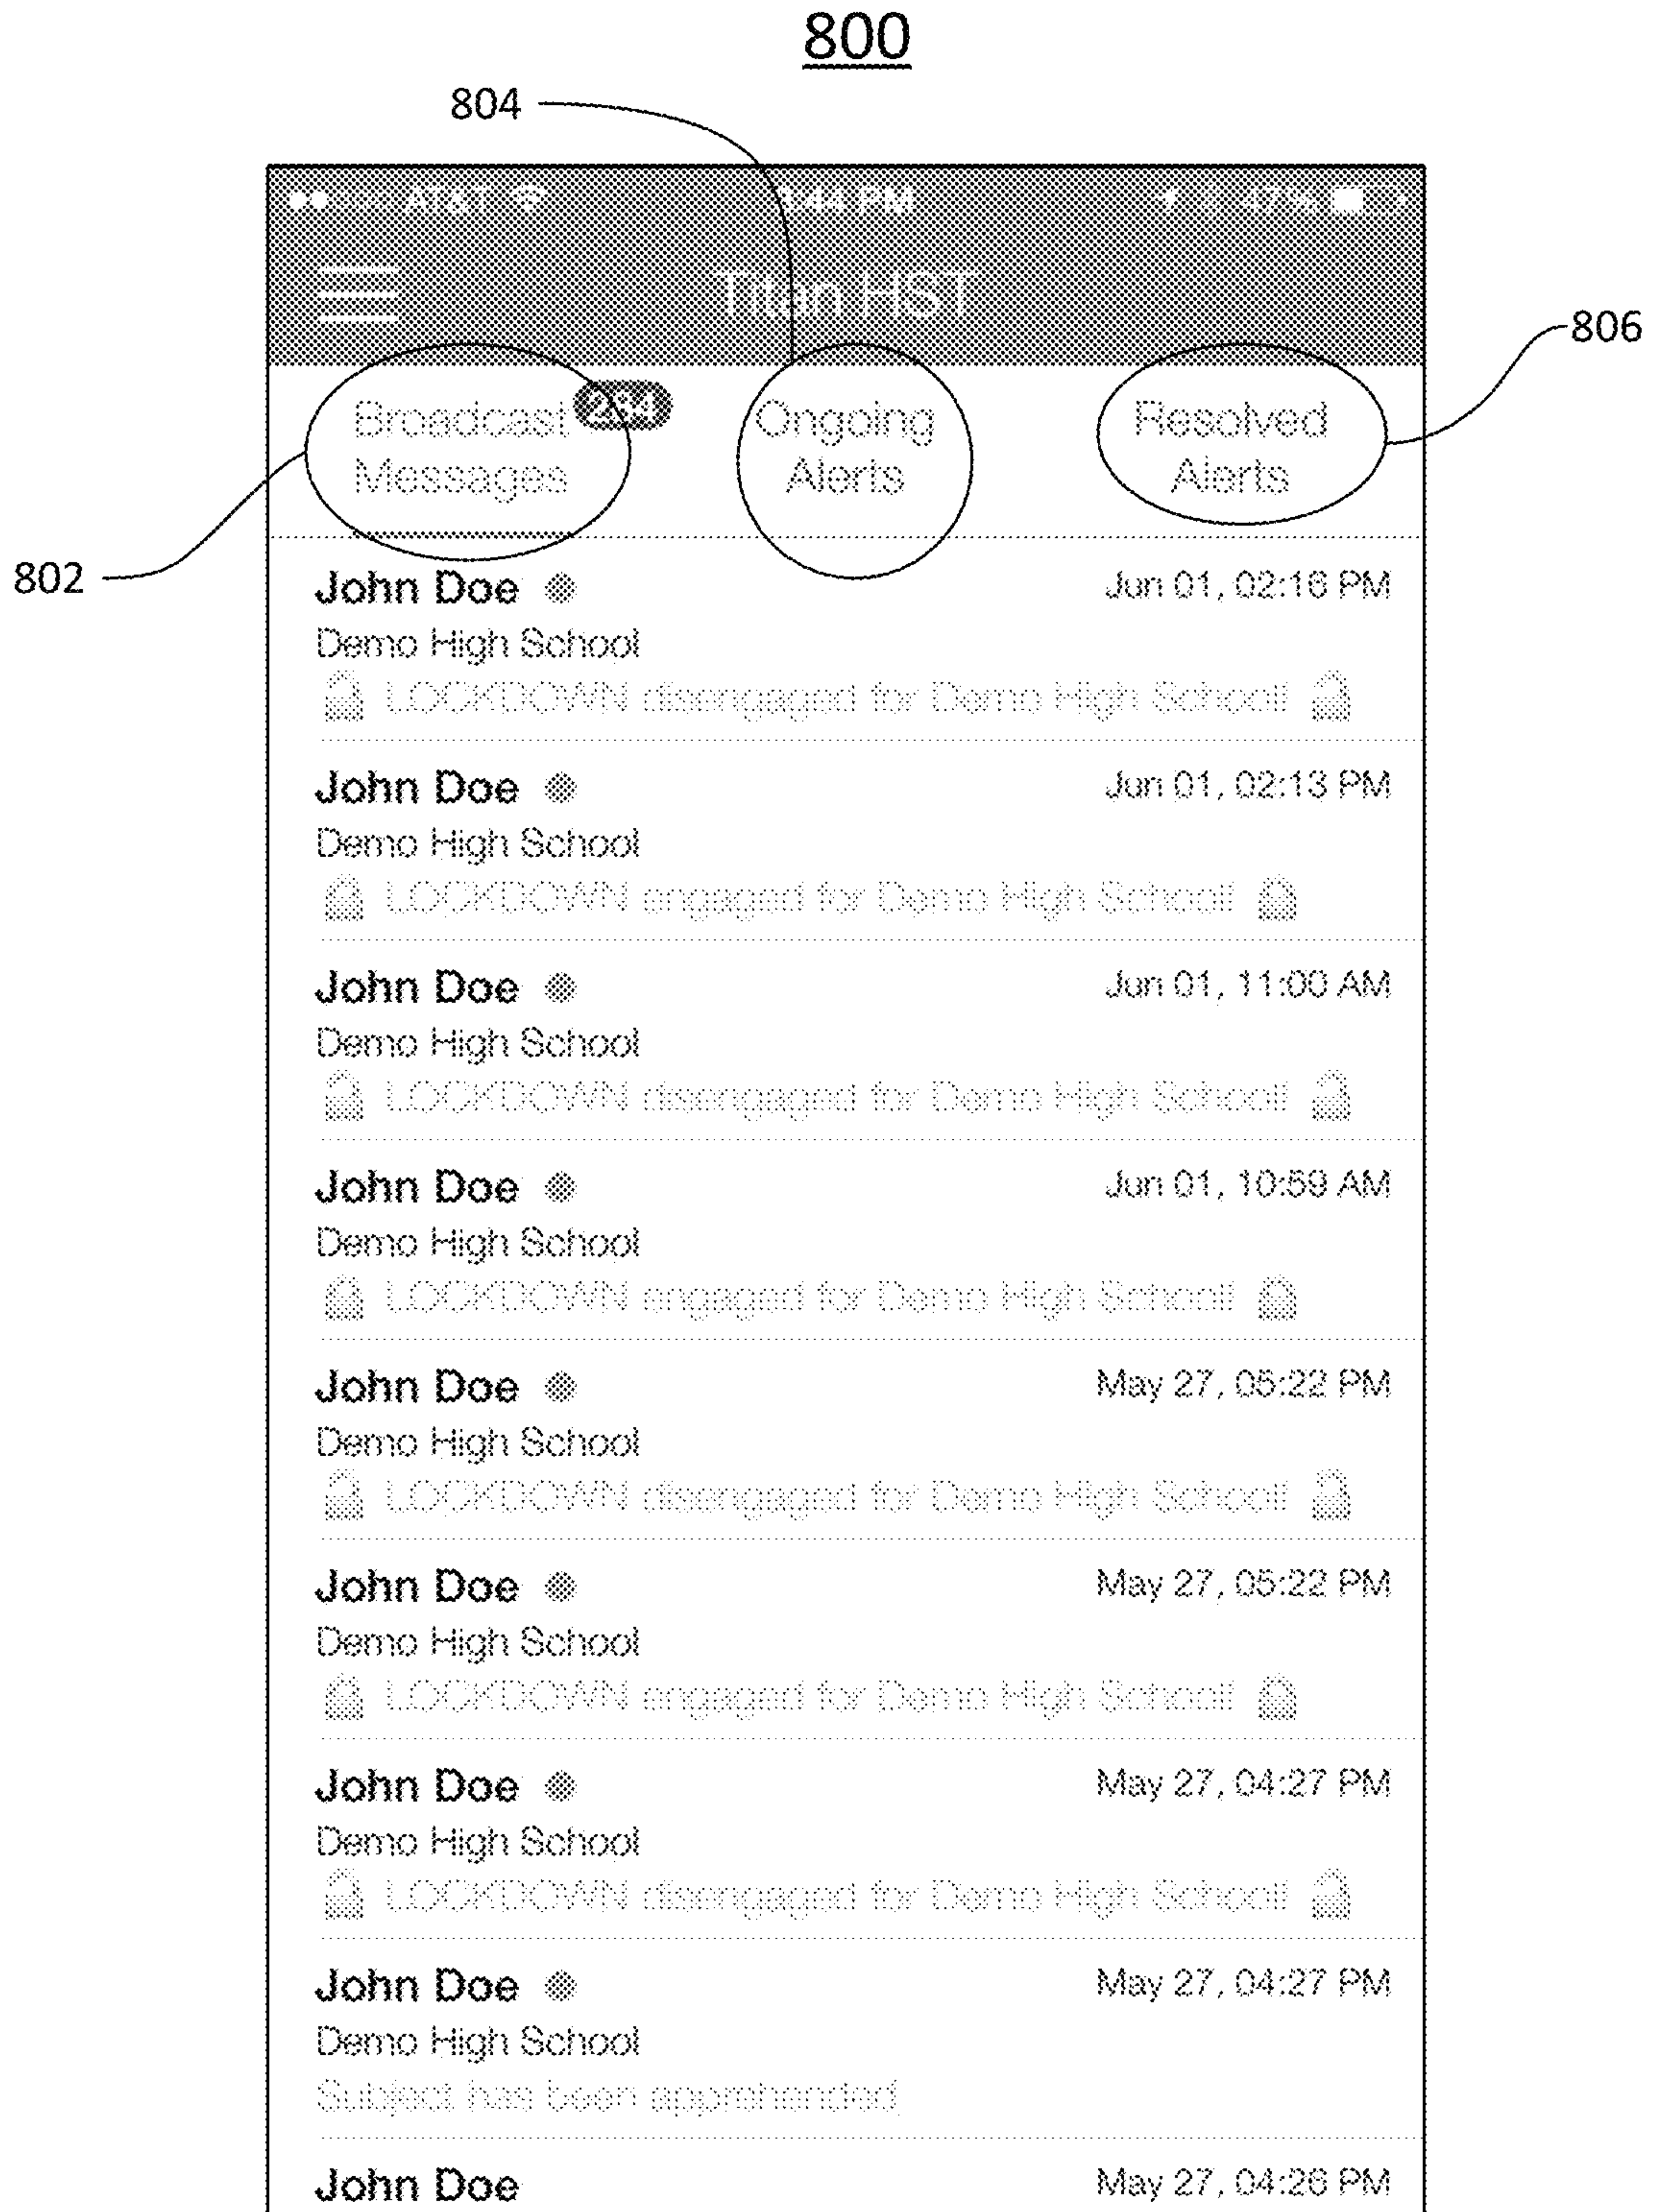 800
804
AT&T 1:44 PM 47%
Titan HST
806
Broadcast Messages
Ongoing Alerts
Resolved Alerts
802
John Doe Jun 01, 02:16 PM
Demo High School
LOCKDOWN disengaged for Demo High School!
John Doe Jun 01, 02:13 PM
Demo High School
LOCKDOWN engaged for Demo High School!
John Doe Jun 01, 11:00 AM
Demo High School
LOCKDOWN disengaged for Demo High School!
John Doe Jun 01, 10:59 AM
Demo High School
LOCKDOWN engaged for Demo High School!
John Doe May 27, 05:22 PM
Demo High School
LOCKDOWN disengaged for Demo High School!
John Doe May 27, 05:22 PM
Demo High School
LOCKDOWN engaged for Demo High School!
John Doe May 27, 04:27 PM
Demo High School
LOCKDOWN disengaged for Demo High School!
John Doe May 27, 04:27 PM
Demo High School
Subject has been apprehended
John Doe May 27, 04:26 PM